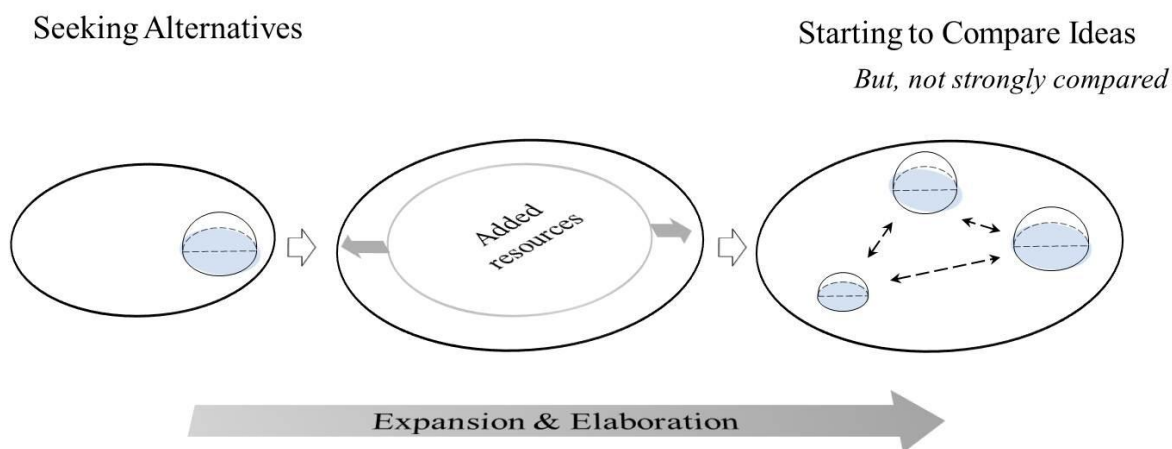 Seeking Alternatives
Starting to Compare Ideas
But, not strongly compared
Added
resources
Expansion & Elaboration